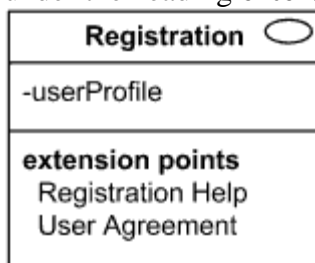 Registration
-userProfile
extension points
Registration Help
User Agreement